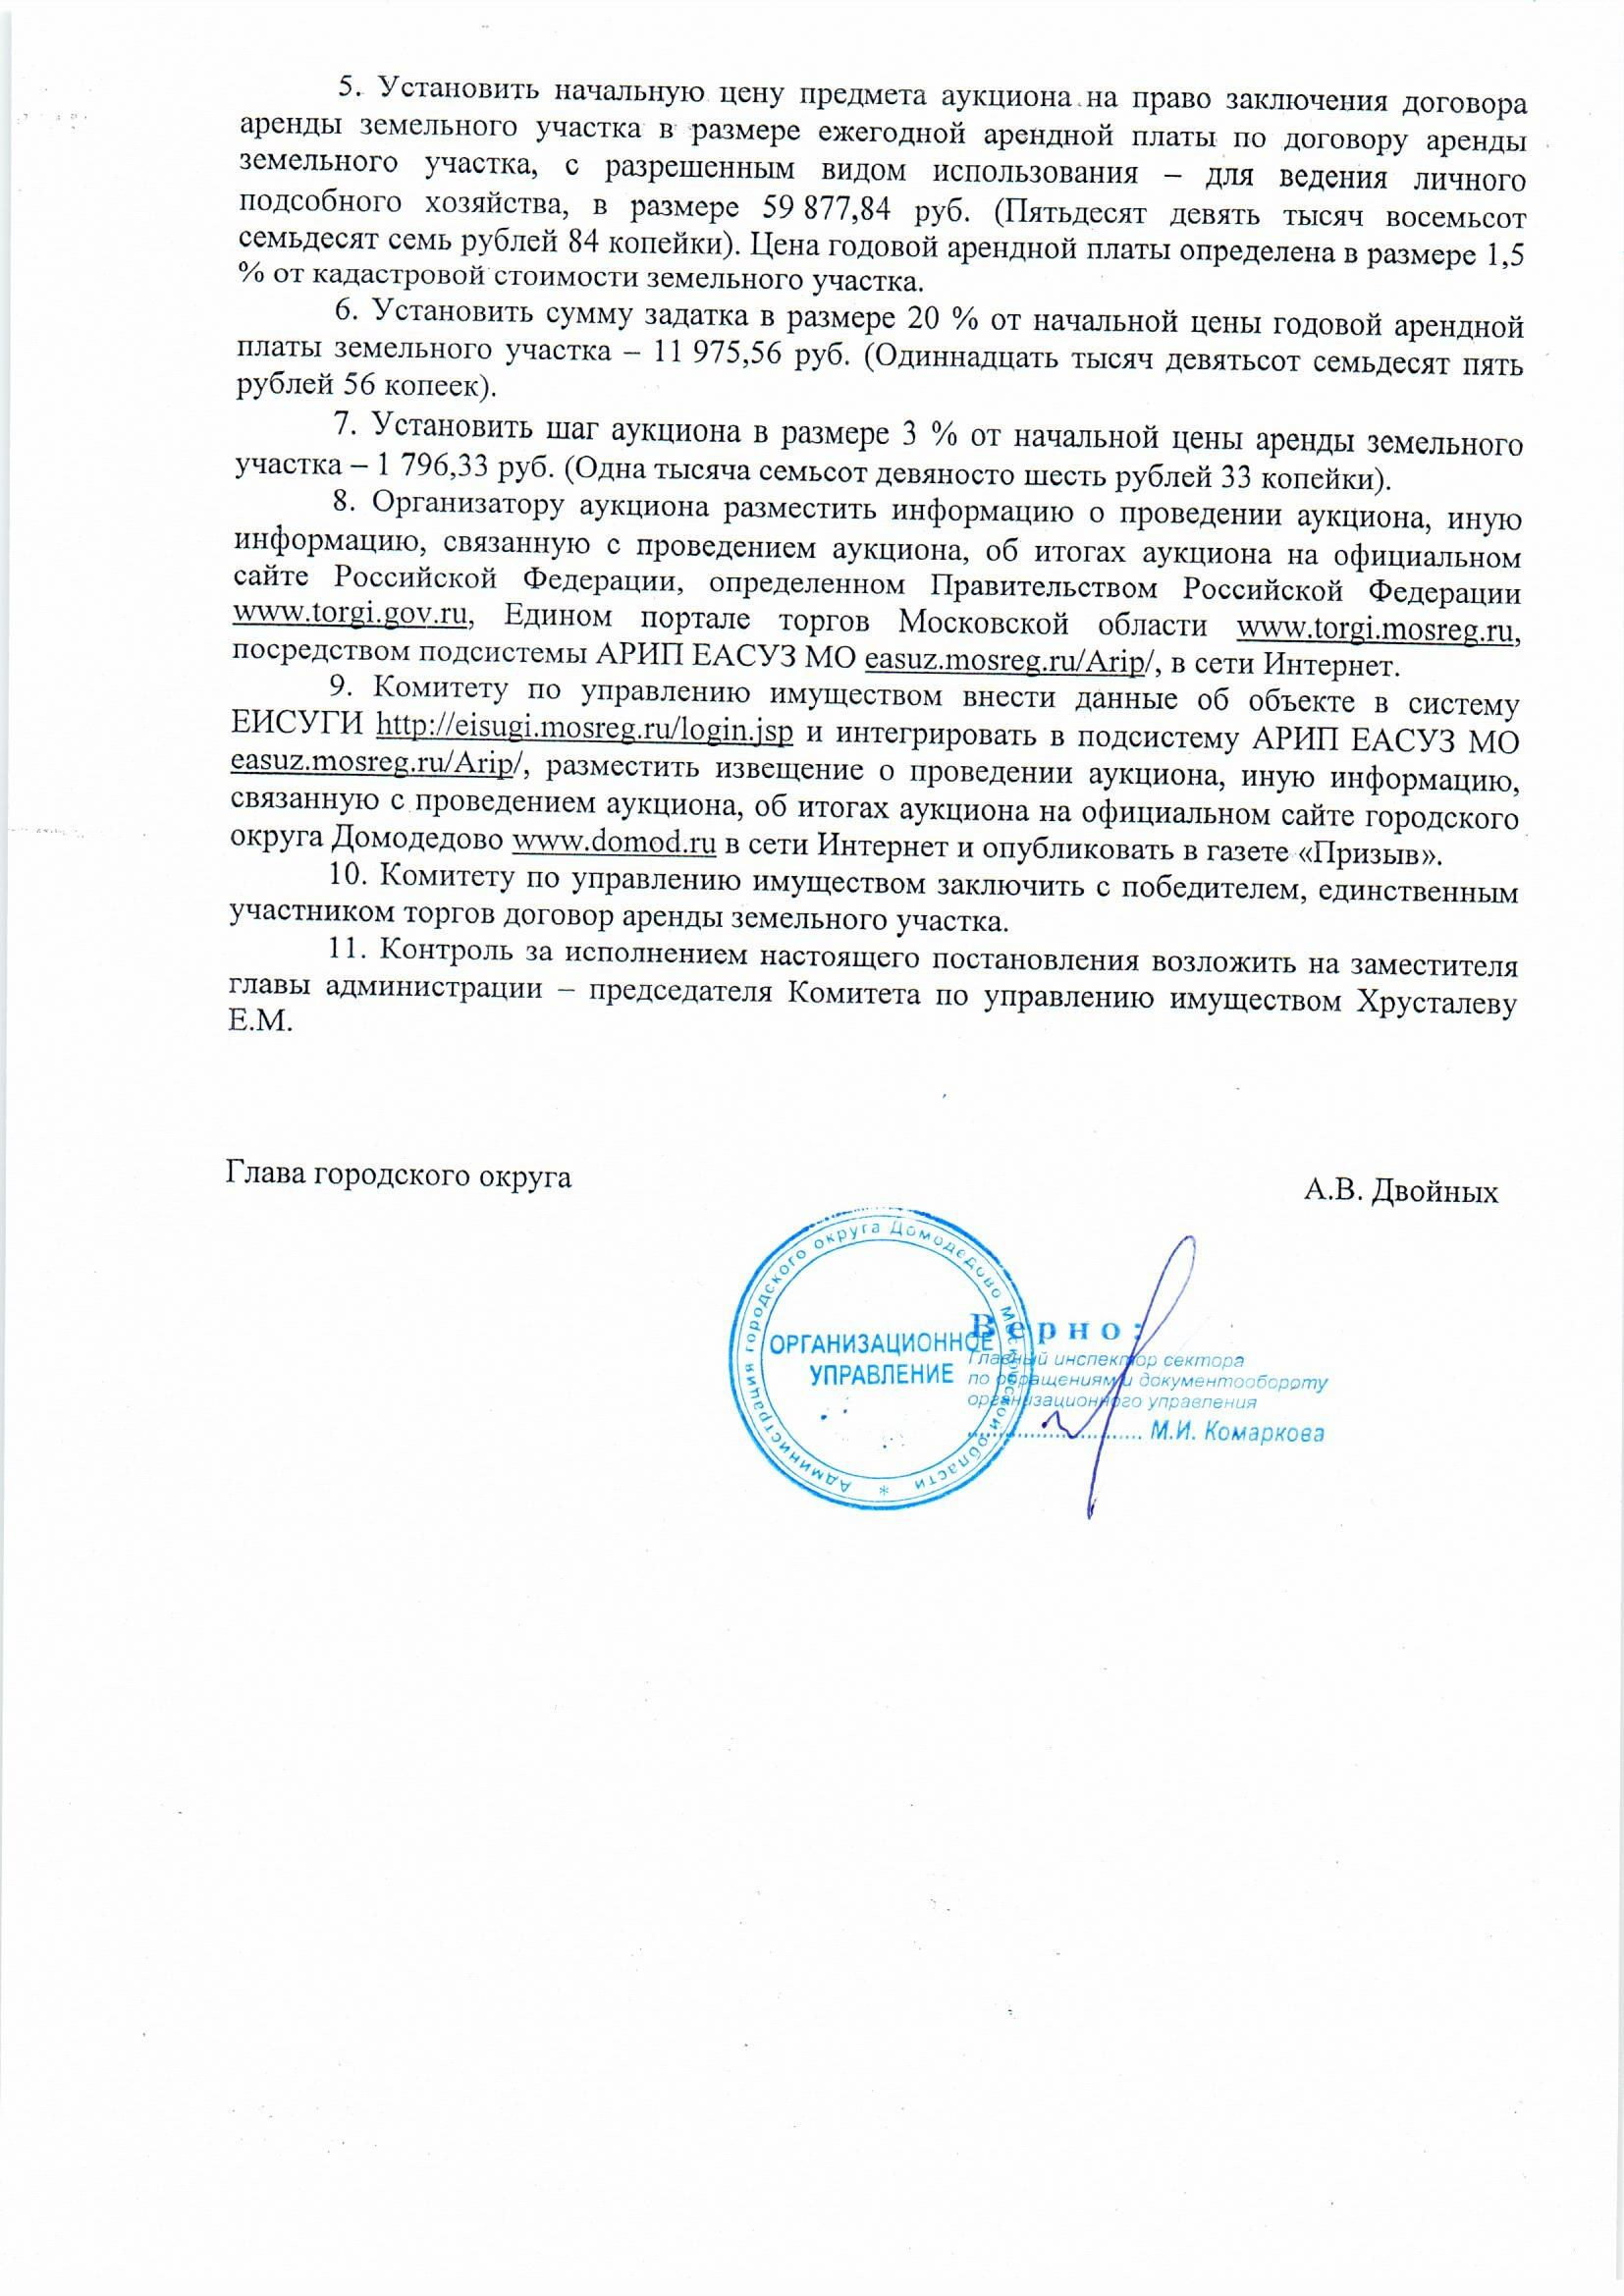 5. Установить начальную цену предмета аукциона на право заключения договора
аренды земельного участка в размере ежегодной арендной платы по договору аренды
земельного участка, с разрешенным видом использования – для ведения личного
подсобного хозяйства, в размере 59 877,84 руб. (Пятьдесят девять тысяч восемьсот
семьдесят семь рублей 84 копейки). Цена годовой арендной платы определена в размере 1,5
% от кадастровой стоимости земельного участка.
6. Установить сумму задатка в размере 20 % от начальной цены годовой арендной
платы земельного участка – 11 975,56 руб. (Одиннадцать тысяч девятьсот семьдесят пять
рублей 56 копеек).
7. Установить шаг аукциона в размере 3 % от начальной цены аренды земельного
участка – 1 796,33 руб. (Одна тысяча семьсот девяносто шесть рублей 33 копейки).
8. Организатору аукциона разместить информацию о проведении аукциона, иную
информацию, связанную с проведением аукциона, об итогах аукциона на официальном
сайте Российской Федерации, определенном Правительством Российской Федерации
www.torgi.gov.ru, Едином портале торгов Московской области www.torgi.mosreg.ru,
посредством подсистемы АРИП ЕАСУЗ МО easuz.mosreg.ru/Arip/, в сети Интернет.
9. Комитету по управлению имуществом внести данные об объекте в систему
ЕИСУГИ http://eisugi.mosreg.ru/login.jsp и интегрировать в подсистему АРИП ЕАСУЗ МО
easuz.mosreg.ru/Arip/, разместить извещение о проведении аукциона, иную информацию,
связанную с проведением аукциона, об итогах аукциона на официальном сайте городского
округа Домодедово www.domod.ru в сети Интернет и опубликовать в газете «Призыв».
10. Комитету по управлению имуществом заключить с победителем, единственным
участником торгов договор аренды земельного участка.
11. Контроль за исполнением настоящего постановления возложить на заместителя
главы администрации – председателя Комитета по управлению имуществом Хрусталеву
Е.М.
Глава городского округа
А.В. Двойных
Администрация городского округа Домодедово Московской области *
ОРГАНИЗАЦИОННОЕ
УПРАВЛЕНИЕ
Верно:
Главный инспектор сектора
по обращениям и документообороту
организационного управления
М.И. Комаркова